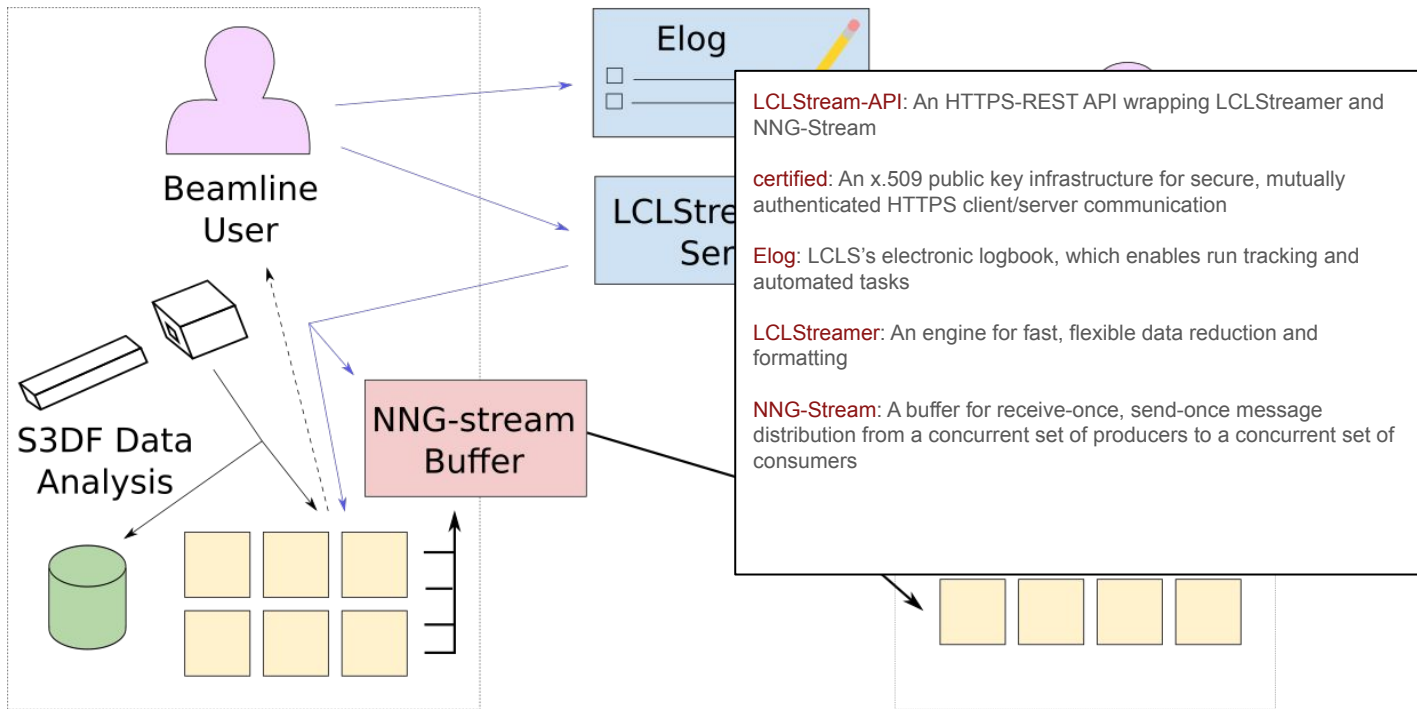 Elog
Beamline
User
LCLStre
Ser
S3DF Data
Analysis
NNG-stream
Buffer
LCLStream-API: An HTTPS-REST API wrapping LCLStreamer and
NNG-Stream
certified: An x.509 public key infrastructure for secure, mutually
authenticated HTTPS client/server communication
Elog: LCLS’s electronic logbook, which enables run tracking and
automated tasks
LCLStreamer: An engine for fast, flexible data reduction and
formatting
NNG-Stream: A buffer for receive-once, send-once message
distribution from a concurrent set of producers to a concurrent set of
consumers